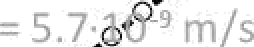 = 5.7·10⁻⁹ m/s